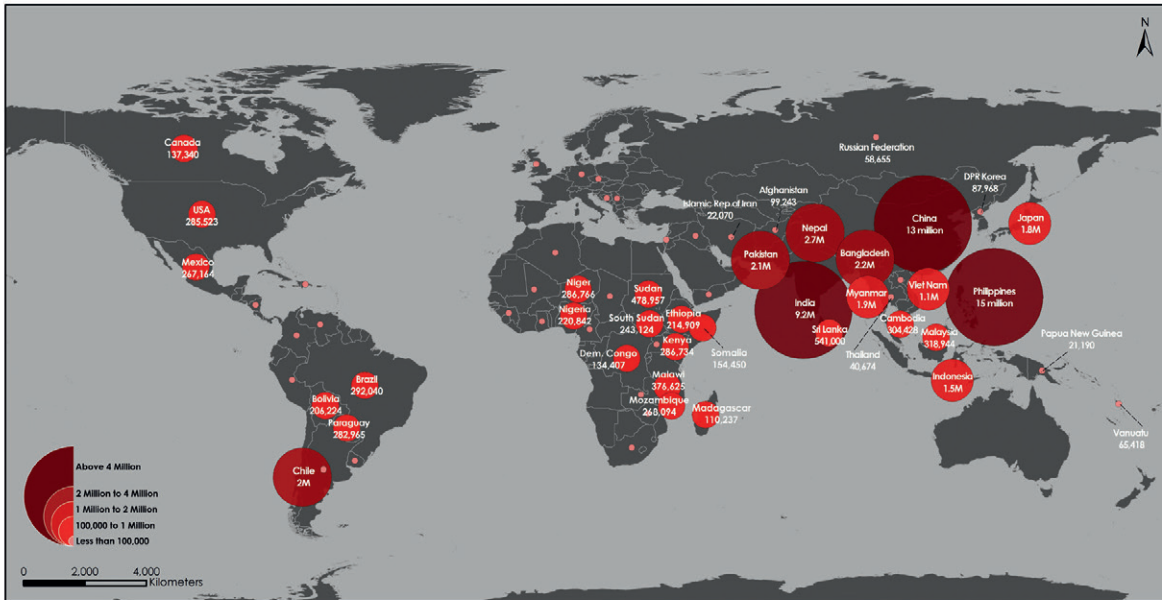 N
Canada
137,340
USA
285,523
Mexico
267,164
Brazil
292,040
Bolivia
206,224
Paraguay
282,965
Chile
2M
Niger
286,766
Nigeria
220,842
Sudan
478,957
South Sudan
243,124
Ethiopia
214,909
Kenya
286,734
Somalia
154,450
Dem. Congo
134,407
Malawi
376,625
Mozambique
268,094
Madagascar
110,237
Russian Federation
58,655
Islamic Rep of Iran
22,070
Afghanistan
99,243
DPR Korea
87,968
China
13 million
Japan
1.8M
Nepal
2.7M
Pakistan
2.1M
Bangladesh
2.2M
India
9.2M
Myanmar
1.9M
Viet Nam
1.1M
Philippines
15 million
Sri Lanka
541,000
Cambodia
304,428
Malaysia
318,944
Thailand
40,674
Indonesia
1.5M
Papua New Guinea
21,190
Vanuatu
65,418
Above 4 Million
2 Million to 4 Million
1 Million to 2 Million
100,000 to 1 Million
Less than 100,000
0 2,000 4,000
Kilometers